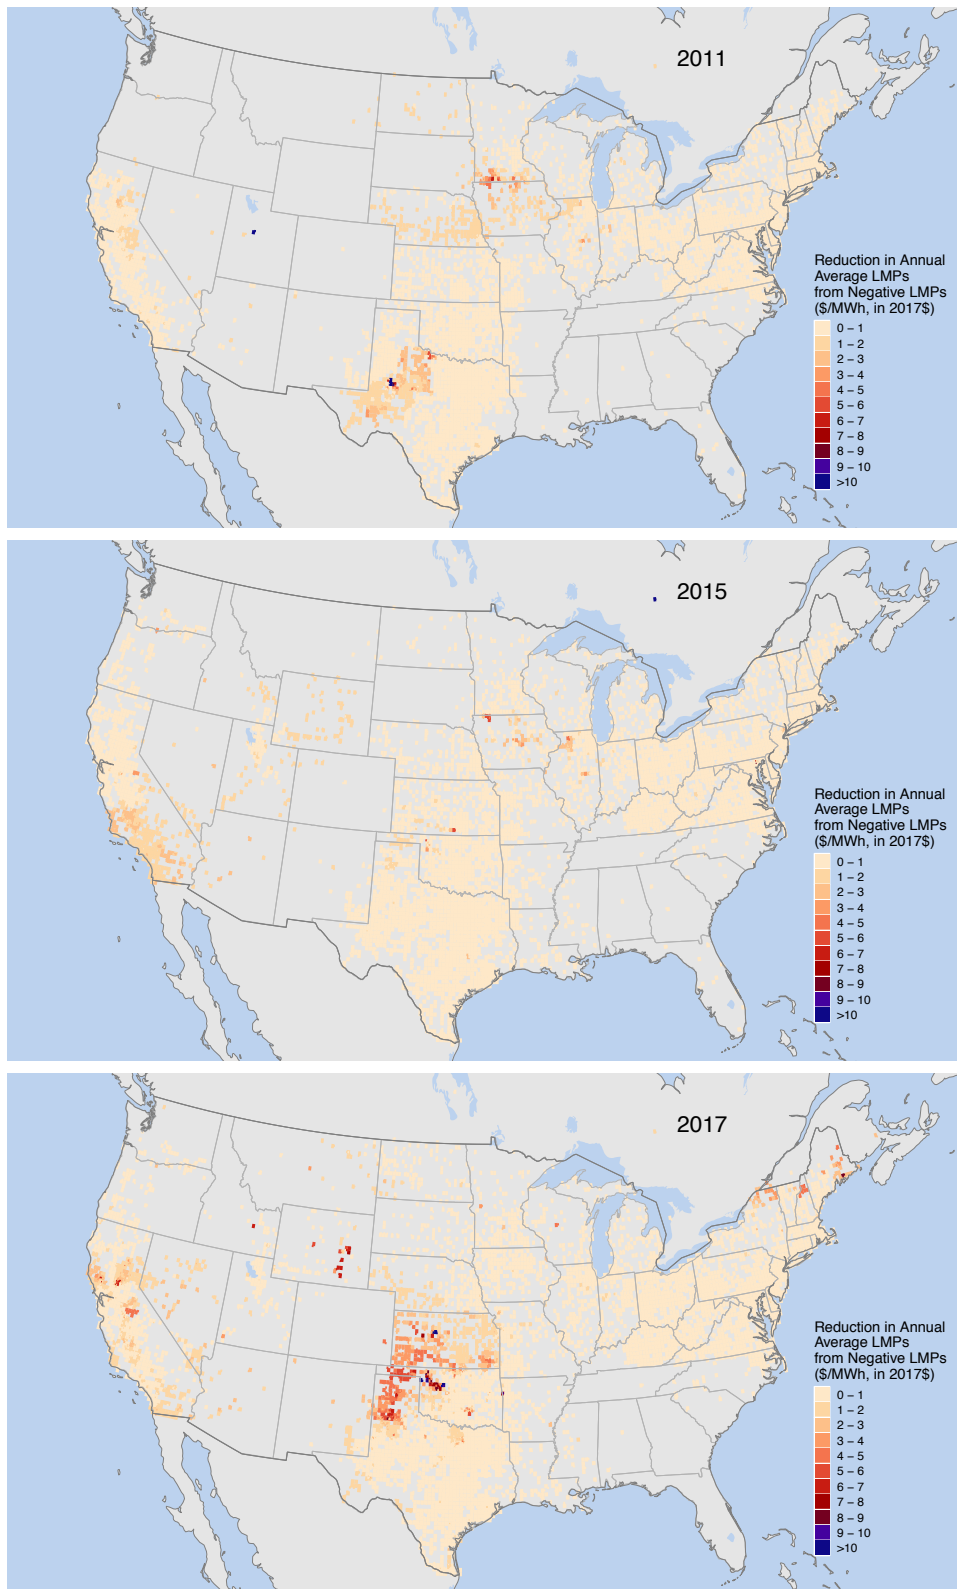 2011
Reduction in Annual
Average LMPs
from Negative LMPs
($/MWh, in 2017$)
0 – 1
1 – 2
2 – 3
3 – 4
4 – 5
5 – 6
6 – 7
7 – 8
8 – 9
9 – 10
>10
2015
Reduction in Annual
Average LMPs
from Negative LMPs
($/MWh, in 2017$)
0 – 1
1 – 2
2 – 3
3 – 4
4 – 5
5 – 6
6 – 7
7 – 8
8 – 9
9 – 10
>10
2017
Reduction in Annual
Average LMPs
from Negative LMPs
($/MWh, in 2017$)
0 – 1
1 – 2
2 – 3
3 – 4
4 – 5
5 – 6
6 – 7
7 – 8
8 – 9
9 – 10
>10